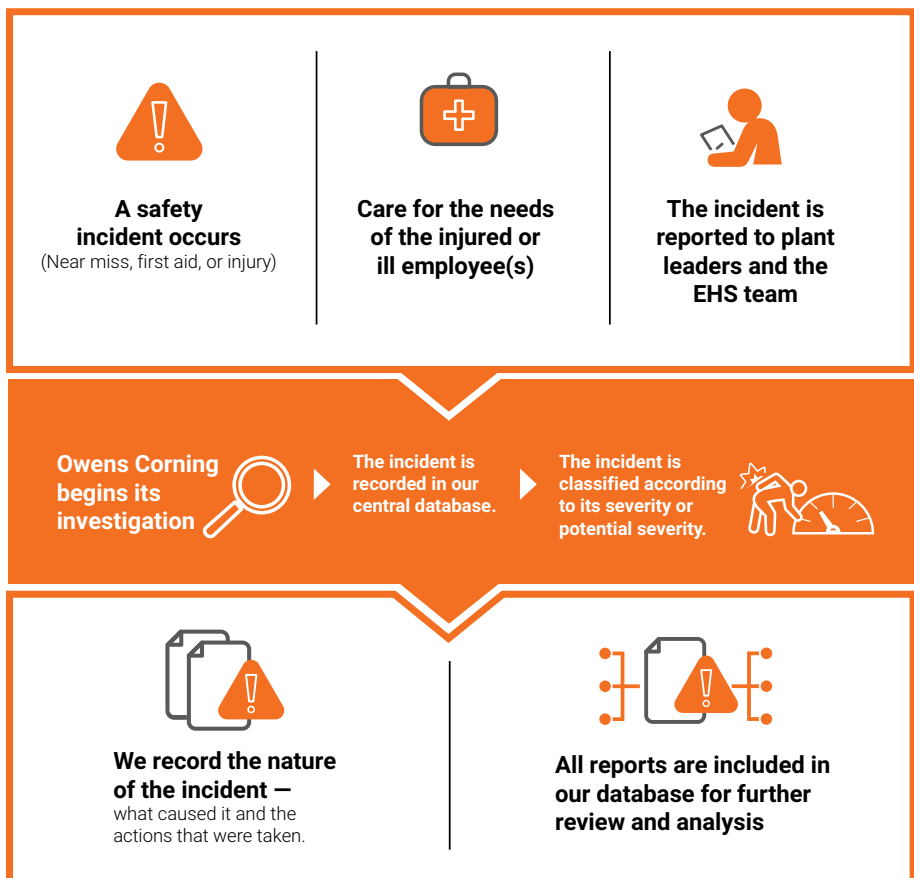 A safety
incident occurs
(Near miss, first aid, or injury)
Care for the needs
of the injured or
ill employee(s)
The incident is
reported to plant
leaders and the
EHS team
Owens Corning
begins its
investigation
The incident is
recorded in our
central database.
The incident is
classified according
to its severity or
potential severity.
We record the nature
of the incident —
what caused it and the
actions that were taken.
All reports are included in
our database for further
review and analysis